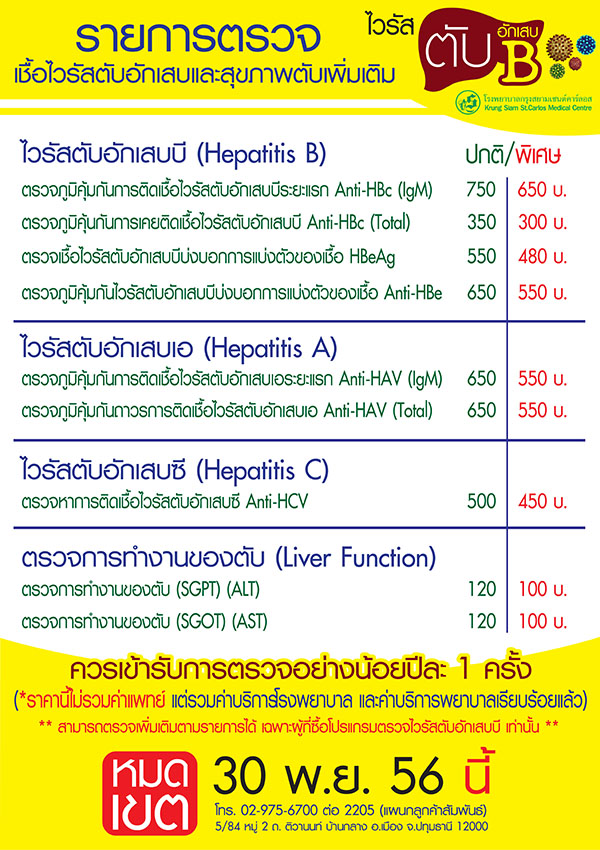 รายการตรวจ
เชื้อไวรัสตับอักเสบและสุขภาพตับเพิ่มเติม
ไวรัส
ตับ
อักเสบ
B
โรงพยาบาลกรุงสยามเซนต์คาร์ลอส
Krung Siam St.Carlos Medical Centre
ไวรัสตับอักเสบบี (Hepatitis B) ปกติ/พิเศษ
ตรวจภูมิคุ้มกันการติดเชื้อไวรัสตับอักเสบบีระยะแรก Anti-HBc (IgM) 750 650 บ.
ตรวจภูมิคุ้นกันการเคยติดเชื้อไวรัสตับอักเสบบี Anti-HBc (Total) 350 300 บ.
ตรวจเชื้อไวรัสตับอักเสบบีบ่งบอกการแบ่งตัวของเชื้อ HBeAg 550 480 บ.
ตรวจภูมิคุ้มกันไวรัสตับอักเสบบีบ่งบอกการแบ่งตัวของเชื้อ Anti-HBe 650 550 บ.
ไวรัสตับอักเสบเอ (Hepatitis A)
ตรวจภูมิคุ้มกันการติดเชื้อไวรัสตับอักเสบเอระยะแรก Anti-HAV (IgM) 650 550 บ.
ตรวจภูมิคุ้มกันถาวรการติดเชื้อไวรัสตับอักเสบเอ Anti-HAV (Total) 650 550 บ.
ไวรัสตับอักเสบซี (Hepatitis C)
ตรวจหาการติดเชื้อไวรัสตับอักเสบซี Anti-HCV 500 450 บ.
ตรวจการทำงานของตับ (Liver Function)
ตรวจการทำงานของตับ (SGPT) (ALT) 120 100 บ.
ตรวจการทำงานของตับ (SGOT) (AST) 120 100 บ.
ควรเข้ารับการตรวจอย่างน้อยปีละ 1 ครั้ง
(*ราคานี้ไม่รวมค่าแพทย์ แต่รวมค่าบริการโรงพยาบาล และค่าบริการพยาบาลเรียบร้อยแล้ว)
** สามารถตรวจเพิ่มเติมตามรายการได้ เฉพาะผู้ที่ซื้อโปรแกรมตรวจไวรัสตับอักเสบบี เท่านั้น **
หมด
เขต
30 พ.ย. 56 นี้
โทร. 02-975-6700 ต่อ 2205 (แผนกลูกค้าสัมพันธ์)
5/84 หมู่ 2 ถ. ติวานนท์ บ้านกลาง อ.เมือง จ.ปทุมธานี 12000